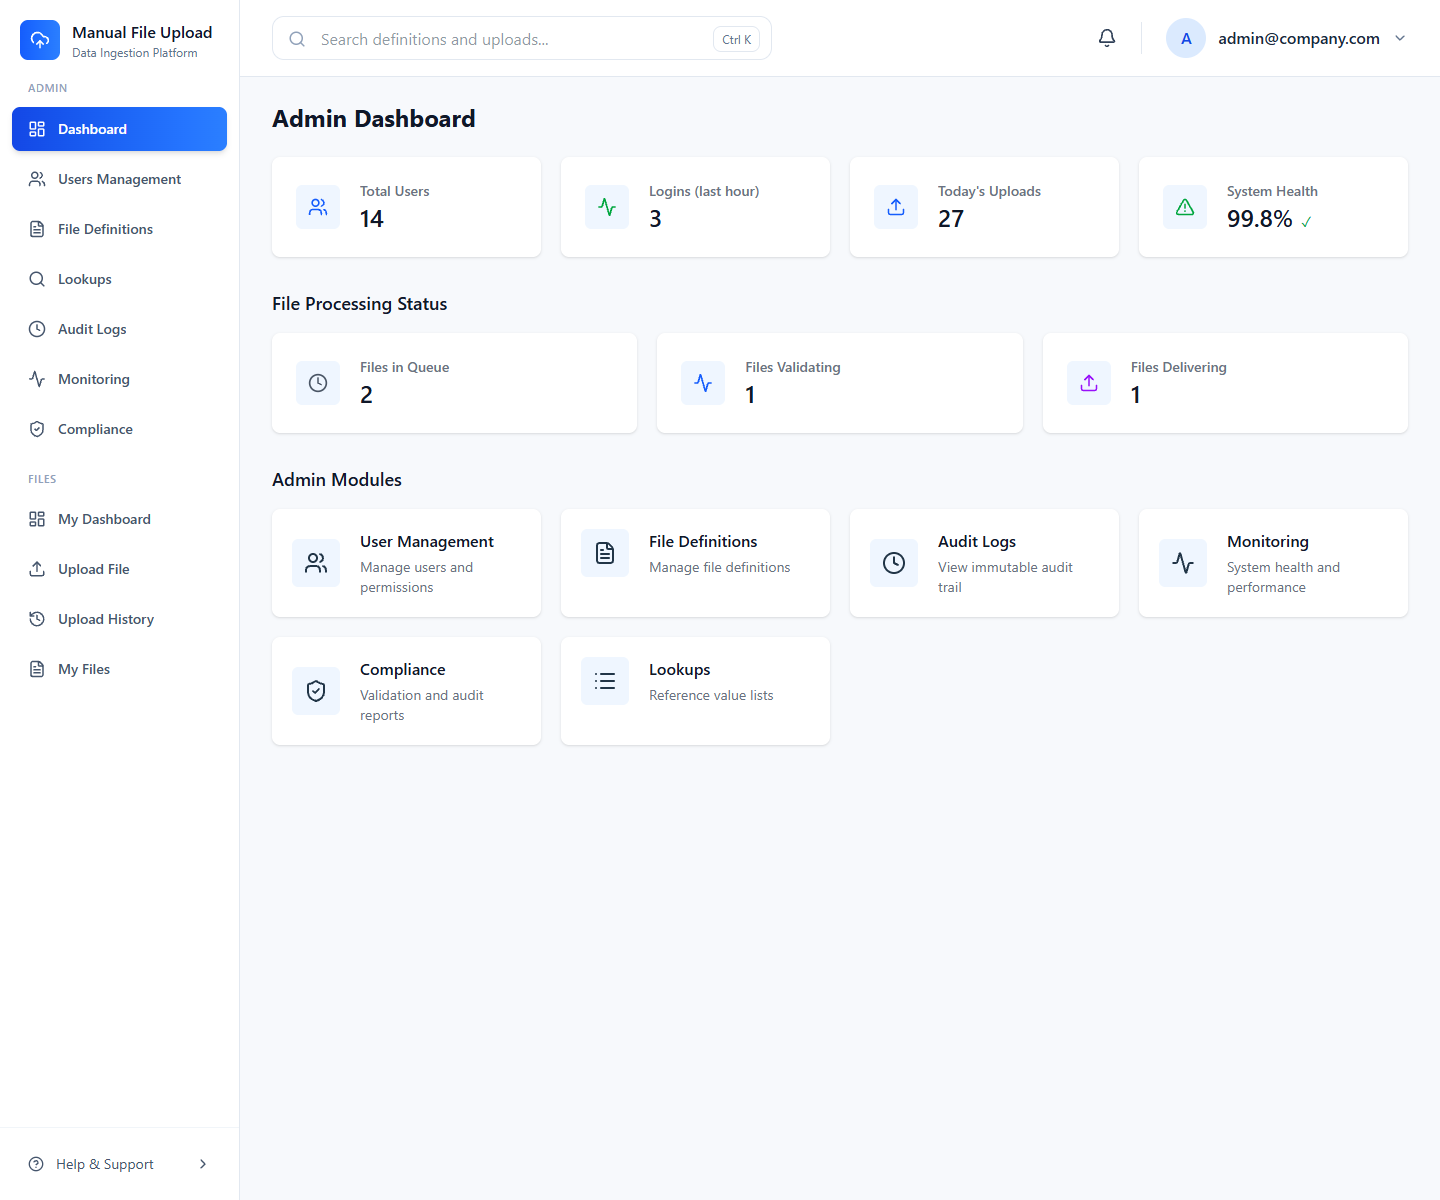 Manual File Upload
Data Ingestion Platform
ADMIN
Dashboard
Users Management
File Definitions
Lookups
Audit Logs
Monitoring
Compliance
FILES
My Dashboard
Upload File
Upload History
My Files
Help & Support
Search definitions and uploads...
Ctrl K
A
admin@company.com
Admin Dashboard
Total Users
14
Logins (last hour)
3
Today's Uploads
27
System Health
99.8% ✓
File Processing Status
Files in Queue
2
Files Validating
1
Files Delivering
1
Admin Modules
User Management
Manage users and
permissions
File Definitions
Manage file definitions
Audit Logs
View immutable audit
trail
Monitoring
System health and
performance
Compliance
Validation and audit
reports
Lookups
Reference value lists